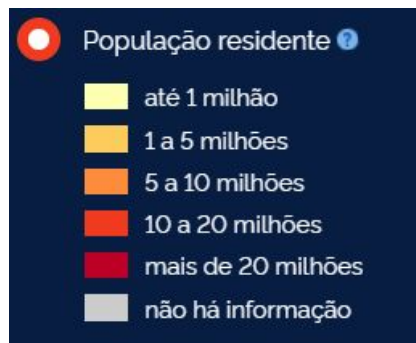 População residente ?
até 1 milhão
1 a 5 milhões
5 a 10 milhões
10 a 20 milhões
mais de 20 milhões
não há informação